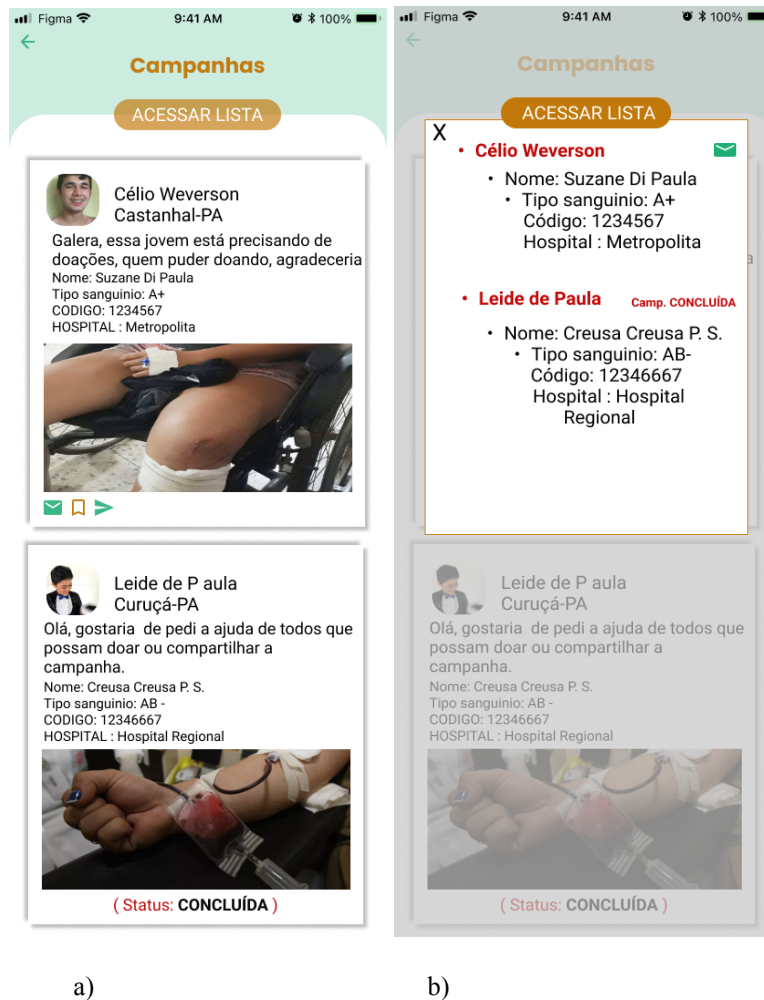 Figma 9:41 AM 100%
Campanhas
ACESSAR LISTA
Célio Weverson
Castanhal-PA
Galera, essa jovem está precisando de
doações, quem puder doando, agradeceria
Nome: Suzane Di Paula
Tipo sanguinio: A+
CODIGO: 1234567
HOSPITAL : Metropolita
Leide de P aula
Curuçá-PA
Olá, gostaria de pedi a ajuda de todos que
possam doar ou compartilhar a
campanha.
Nome: Creusa Creusa P. S.
Tipo sanguinio: AB -
CODIGO: 12346667
HOSPITAL : Hospital Regional
( Status: CONCLUÍDA )
a)
Figma 9:41 AM 100%
Campanhas
ACESSAR LISTA
X
• Célio Weverson
• Nome: Suzane Di Paula
• Tipo sanguinio: A+
Código: 1234567
Hospital : Metropolita
a
• Leide de Paula Camp. CONCLUÍDA
• Nome: Creusa Creusa P. S.
• Tipo sanguinio: AB-
Código: 12346667
Hospital : Hospital
Regional
Leide de P aula
Curuçá-PA
Olá, gostaria de pedi a ajuda de todos que
possam doar ou compartilhar a
campanha.
Nome: Creusa Creusa P. S.
Tipo sanguinio: AB -
CODIGO: 12346667
HOSPITAL : Hospital Regional
( Status: CONCLUÍDA )
b)